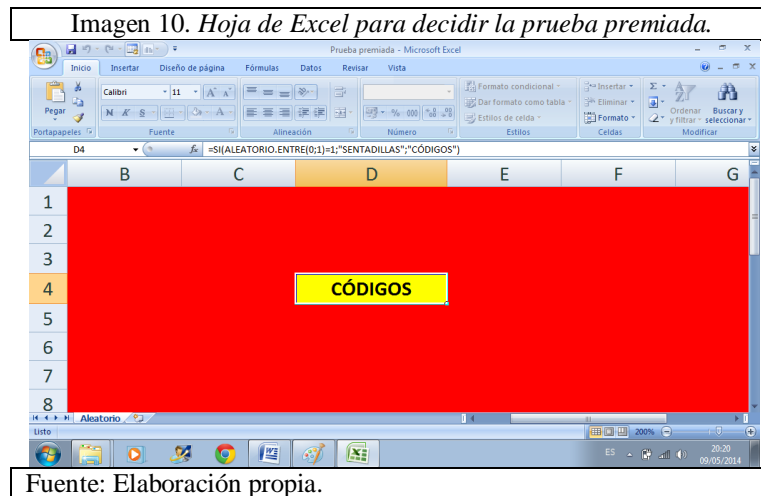 Imagen 10. Hoja de Excel para decidir la prueba premiada.
Prueba premiada - Microsoft Excel
Inicio Insertar Diseño de página Fórmulas Datos Revisar Vista
Calibri 11 Formato condicional Insertar
Pegar Dar formato como tabla Eliminar Ordenar y filtrar Buscar y seleccionar
N K S % 000 Estilos de celda Formato
Portapapeles Fuente Alineación Número Estilos Celdas Modificar
D4 fx =SI(ALEATORIO.ENTRE(0;1)=1;"SENTADILLAS";"CÓDIGOS")
B C D E F G
1
2
3
4 CÓDIGOS
5
6
7
8
Aleatorio
Listo 200%
ES 20:20
09/05/2014
Fuente: Elaboración propia.